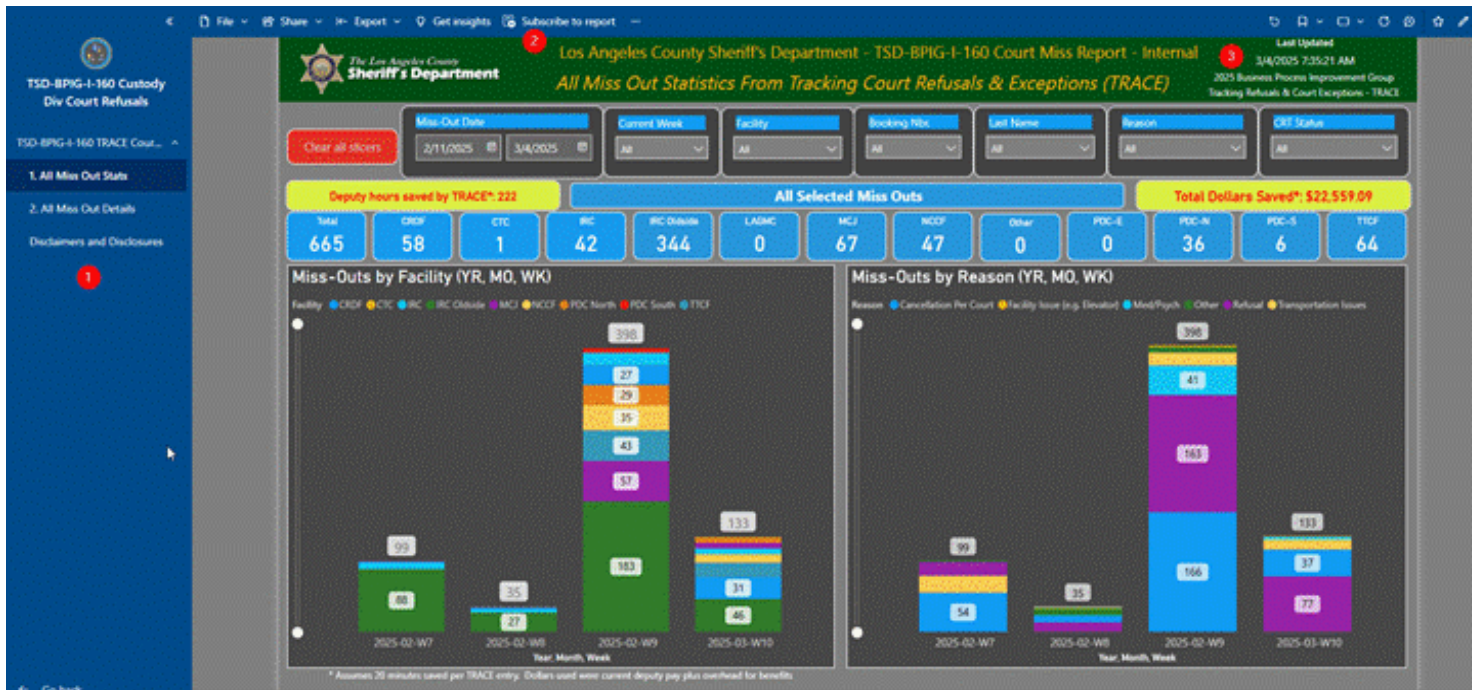 File Share Export Get insights Subscribe to report
TSD-BPIG-I-160 Custody
Div Court Refusals
TSD-BPIG-I-160 TRACE Cour...
1. All Miss Out Stats
2. All Miss Out Details
Disclaimers and Disclosures
1
2
3
The Los Angeles County
Sheriff's Department
Los Angeles County Sheriff's Department - TSD-BPIG-I-160 Court Miss Report - Internal
All Miss Out Statistics From Tracking Court Refusals & Exceptions (TRACE)
Last Updated
3/4/2025 7:35:21 AM
2025 Business Process Improvement Group
Tracking Refusals & Court Exceptions - TRACE
Clear all slicers
Miss-Out Date
2/11/2025 3/4/2025
Current Week
All
Facility
All
Booking Nbr.
All
Last Name
All
Reason
All
CRT Status
All
Deputy hours saved by TRACE*: 222
All Selected Miss Outs
Total Dollars Saved*: $22,559.09
Total CRDF CTC IRC IRC Oldside LADMC MCJ NCCF Other PDC-E PDC-N PDC-S TTCF
665 58 1 42 344 0 67 47 0 0 36 6 64
Miss-Outs by Facility (YR, MO, WK)
Facility CRDF CTC IRC IRC Oldside MCJ NCCF PDC North PDC South TTCF
398
27
29
35
43
57
183
99
88
35
27
133
31
46
2025-02-W7 2025-02-W8 2025-02-W9 2025-03-W10
Year, Month, Week
Miss-Outs by Reason (YR, MO, WK)
Reason Cancellation Per Court Facility Issue (e.g. Elevator) Med/Psych Other Refusal Transportation Issues
398
41
163
166
99
54
35
133
37
77
2025-02-W7 2025-02-W8 2025-02-W9 2025-03-W10
Year, Month, Week
* Assumes 20 minutes saved per TRACE entry. Dollars used were current deputy pay plus overhead for benefits
Go back